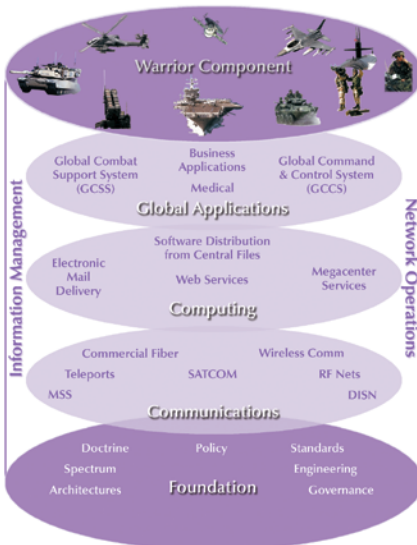 Warrior Component
Global Combat
Support System
(GCSS)
Business
Applications
Medical
Global Command
& Control System
(GCCS)
Global Applications
Software Distribution
from Central Files
Electronic
Mail
Delivery
Web Services
Megacenter
Services
Computing
Commercial Fiber
Wireless Comm
Teleports
SATCOM
RF Nets
MSS
DISN
Communications
Doctrine
Policy
Standards
Spectrum
Engineering
Architectures
Foundation
Governance
Information Management
Network Operations